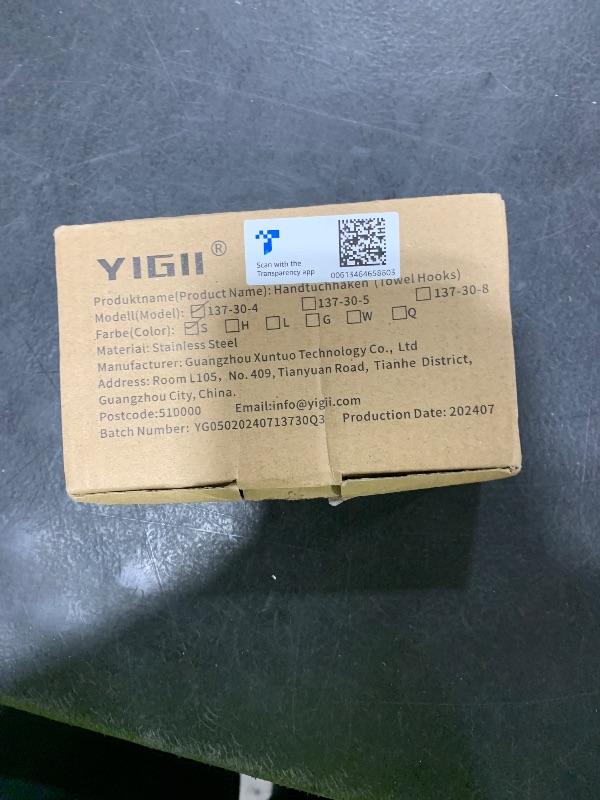 YIGII®
Scan with the
Transparency app
00613464658603
Produktname(Product Name): Handtuchhaken (Towel Hooks)
Modell(Model): 137-30-4 137-30-5 137-30-8
Farbe(Color): S H L G W Q
Material: Stainless Steel
Manufacturer: Guangzhou Xuntuo Technology Co., Ltd
Address: Room L105, No. 409, Tianyuan Road, Tianhe District,
Guangzhou City, China.
Postcode:510000 Email:info@yigii.com
Batch Number: YG05020240713730Q3 Production Date: 202407